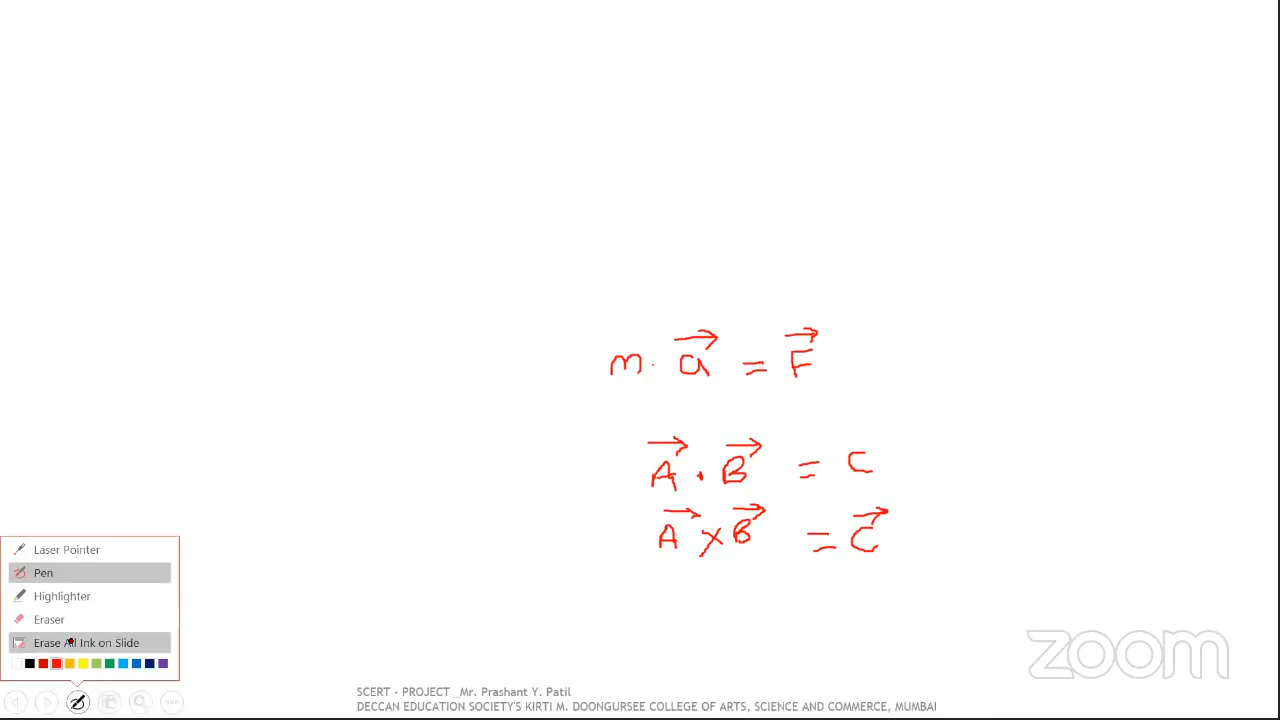 m. a⃗ = F⃗
A⃗ . B⃗ = C
A⃗ × B⃗ = C⃗
Laser Pointer
Pen
Highlighter
Eraser
Erase All Ink on Slide
zoom
SCERT - PROJECT _Mr. Prashant Y. Patil
DECCAN EDUCATION SOCIETY'S KIRTI M. DOONGURSEE COLLEGE OF ARTS, SCIENCE AND COMMERCE, MUMBAI